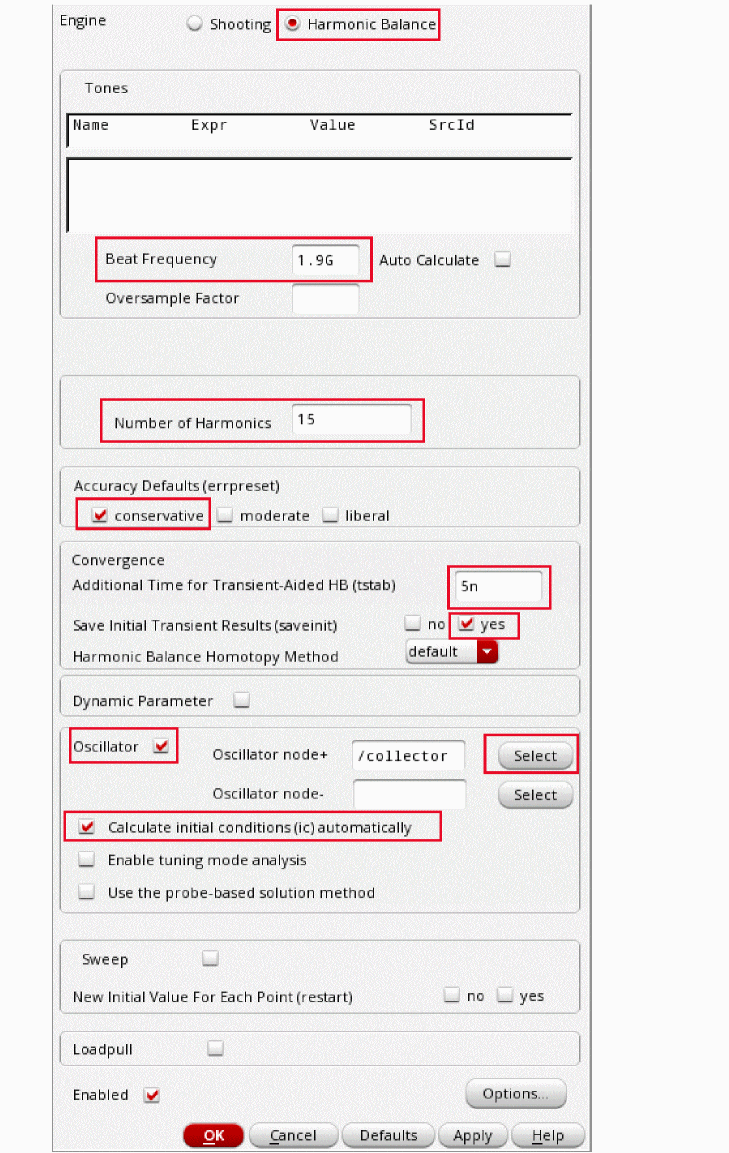 Engine Shooting Harmonic Balance
Tones
Name Expr Value SrcId
Beat Frequency 1.9G Auto Calculate
Oversample Factor
Number of Harmonics 15
Accuracy Defaults (errpreset)
conservative moderate liberal
Convergence
Additional Time for Transient-Aided HB (tstab) 5n
Save Initial Transient Results (saveinit) no yes
Harmonic Balance Homotopy Method default
Dynamic Parameter
Oscillator Oscillator node+ /collector Select
Oscillator node- Select
Calculate initial conditions (ic) automatically
Enable tuning mode analysis
Use the probe-based solution method
Sweep
New Initial Value For Each Point (restart) no yes
Loadpull
Enabled Options...
OK Cancel Defaults Apply Help